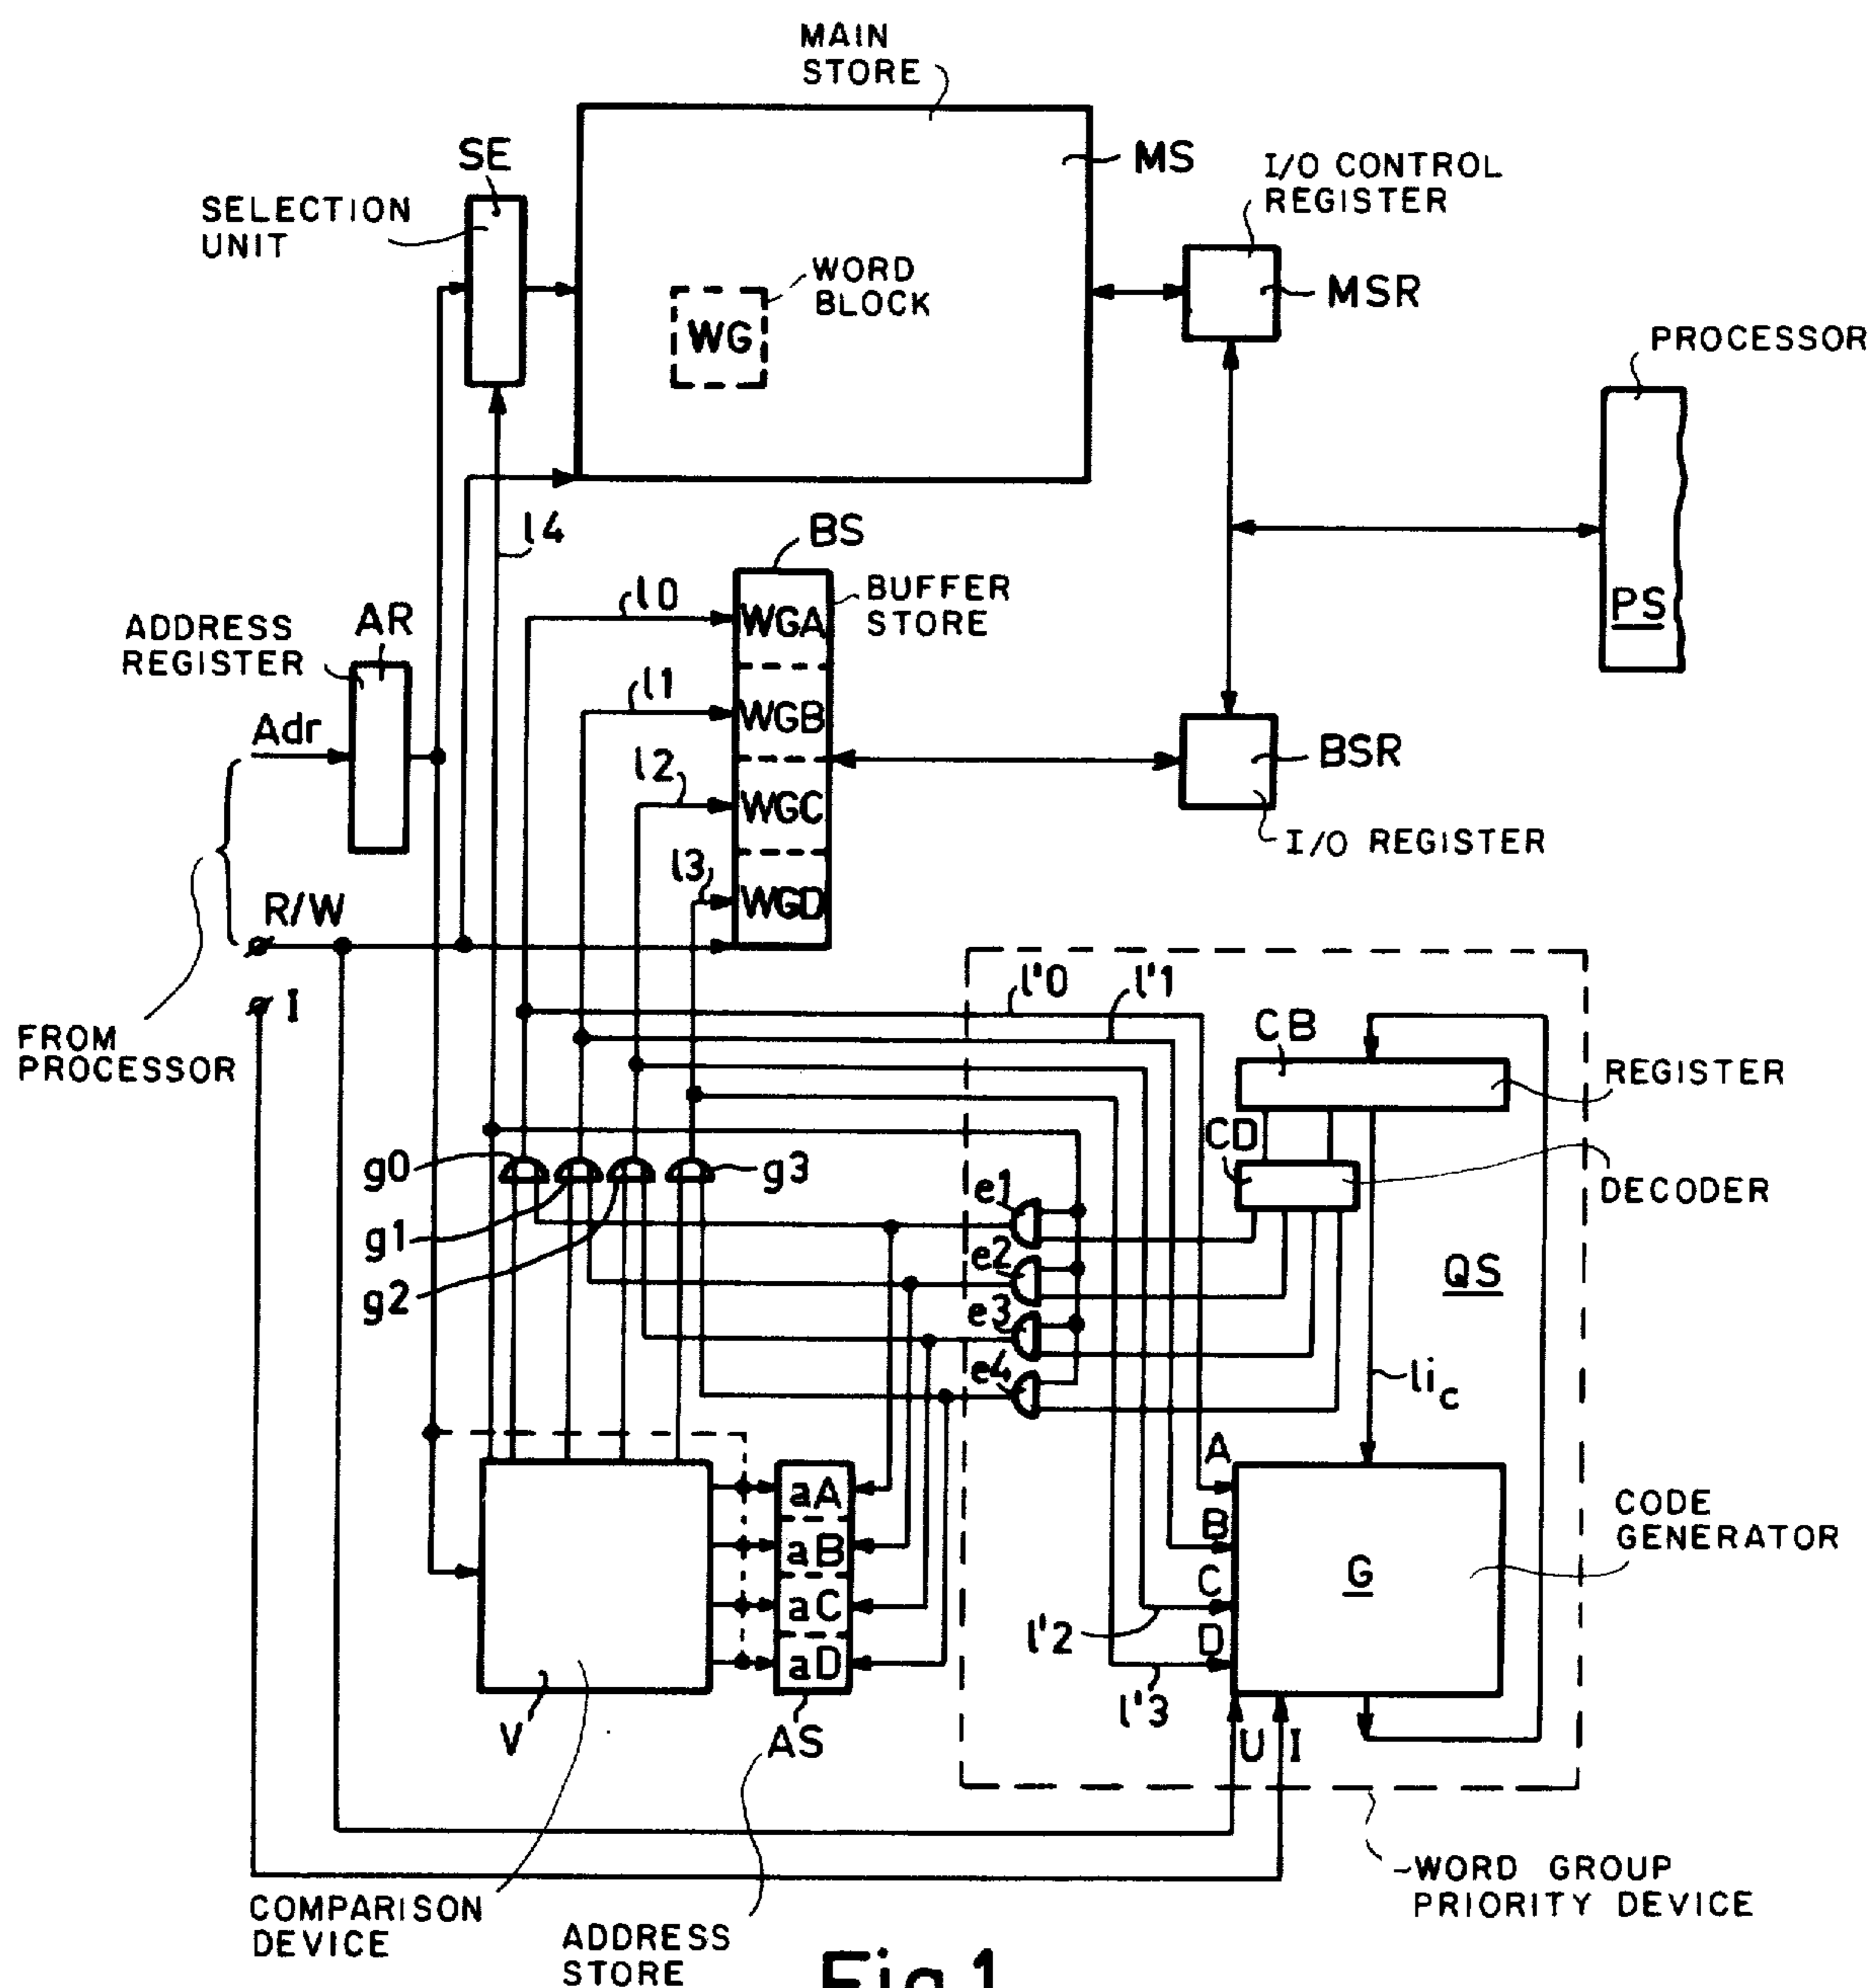 MAIN
STORE
SE
MS
I/O CONTROL
REGISTER
SELECTION
UNIT
WORD
BLOCK
WG
MSR
PROCESSOR
l4
BS
l0
BUFFER
STORE
WGA
PS
ADDRESS
REGISTER
AR
l1
WGB
Adr
l2
BSR
WGC
I/O REGISTER
l3
WGD
R/W
I
l'0
l'1
FROM
PROCESSOR
CB
REGISTER
CD
g0
g3
e1
DECODER
g1
e2
QS
g2
e3
e4
lic
A
aA
CODE
GENERATOR
B
aB
G
C
aC
l'2
D
aD
l'3
V
AS
U
I
WORD GROUP
PRIORITY DEVICE
COMPARISON
DEVICE
ADDRESS
STORE
Fig.1